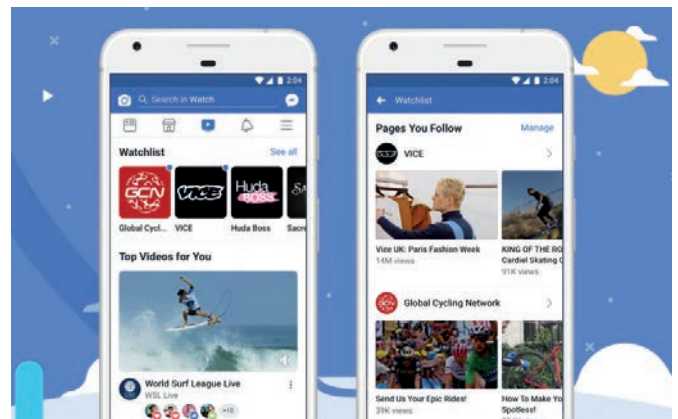 2:04
Search in Watch
Watchlist
See all
GCN
VICE
Huda
BOSS
SA
Global Cycl...
VICE
Huda Boss
Sacre
Top Videos for You
World Surf League Live
WSL Live
+10
2:04
Watchlist
Pages You Follow
Manage
VICE
Vice UK: Paris Fashion Week
14M views
KING OF THE RO
Cardiel Skating
91K views
GCN
Global Cycling Network
Send Us Your Epic Rides!
39K views
How To Make Yo
Spotless!